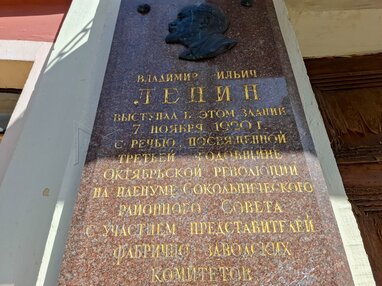 ВЛАДИМИР ИЛЬИЧ
ЛЕНИН
ВЫСТУПАЛ В ЭТОМ ЗДАНИИ
7 НОЯБРЯ 1920 Г.
С РЕЧЬЮ, ПОСВЯЩЕННОЙ
ТРЕТЬЕЙ ГОДОВЩИНЕ
ОКТЯБРЬСКОЙ РЕВОЛЮЦИИ
НА ПЛЕНУМЕ СОКОЛЬНИЧЕСКОГО
РАЙОННОГО СОВЕТА
С УЧАСТИЕМ ПРЕДСТАВИТЕЛЕЙ
ФАБРИЧНО-ЗАВОДСКИХ
КОМИТЕТОВ